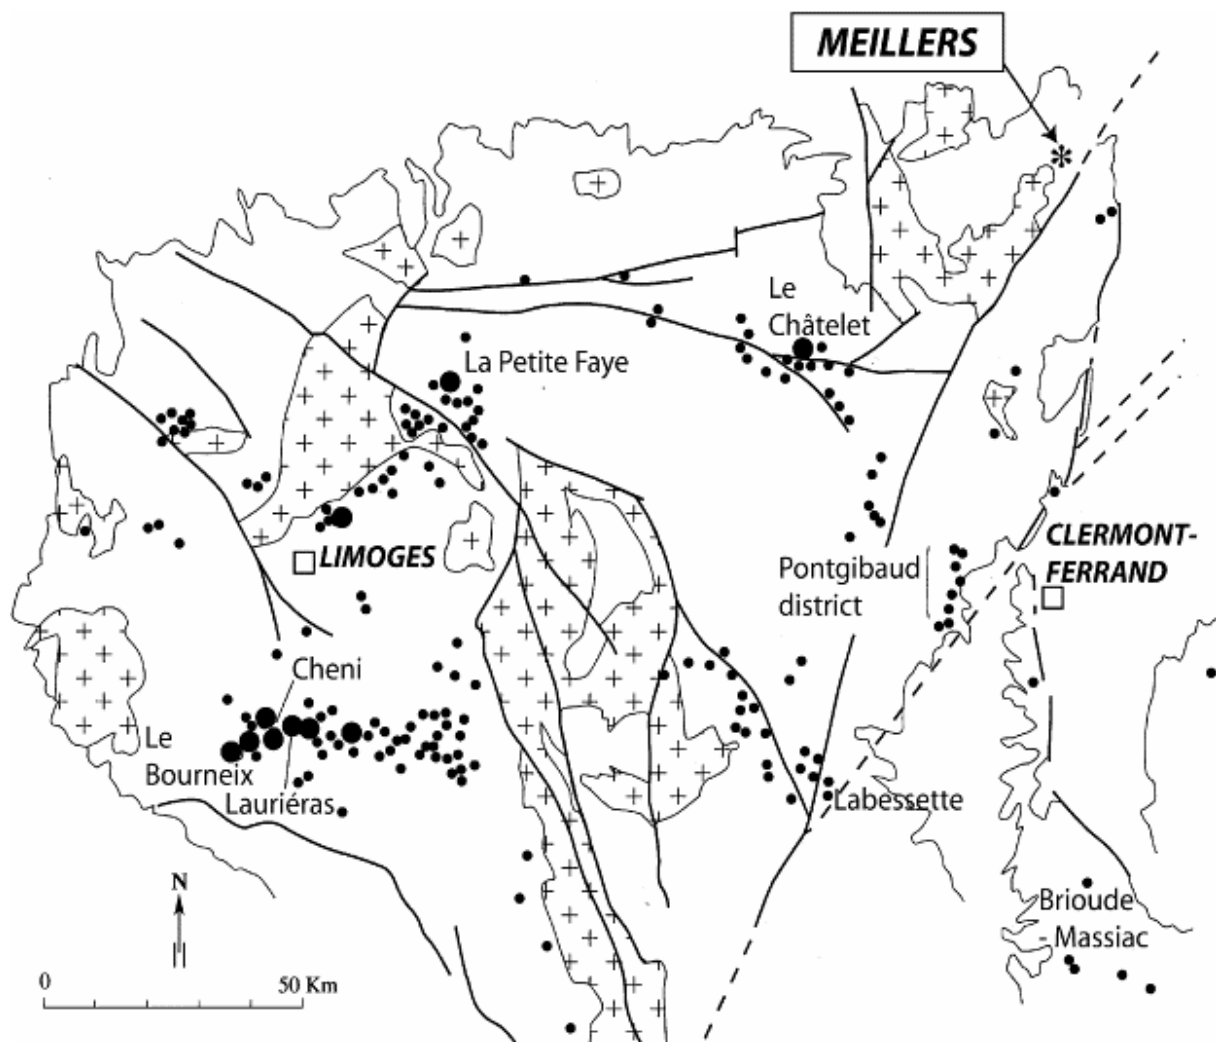 MEILLERS
Le
Châtelet
La Petite Faye
LIMOGES
CLERMONT-
FERRAND
Pontgibaud
district
Cheni
Le
Bourneix
Lauriéras
Labessette
Brioude
- Massiac
N
0 50 Km